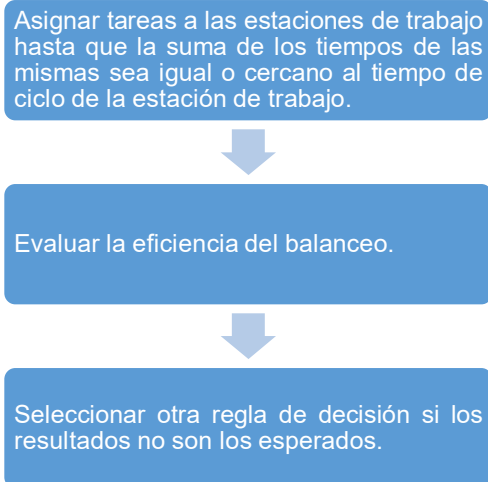 Asignar tareas a las estaciones de trabajo
hasta que la suma de los tiempos de las
mismas sea igual o cercano al tiempo de
ciclo de la estación de trabajo.
Evaluar la eficiencia del balanceo.
Seleccionar otra regla de decisión si los
resultados no son los esperados.